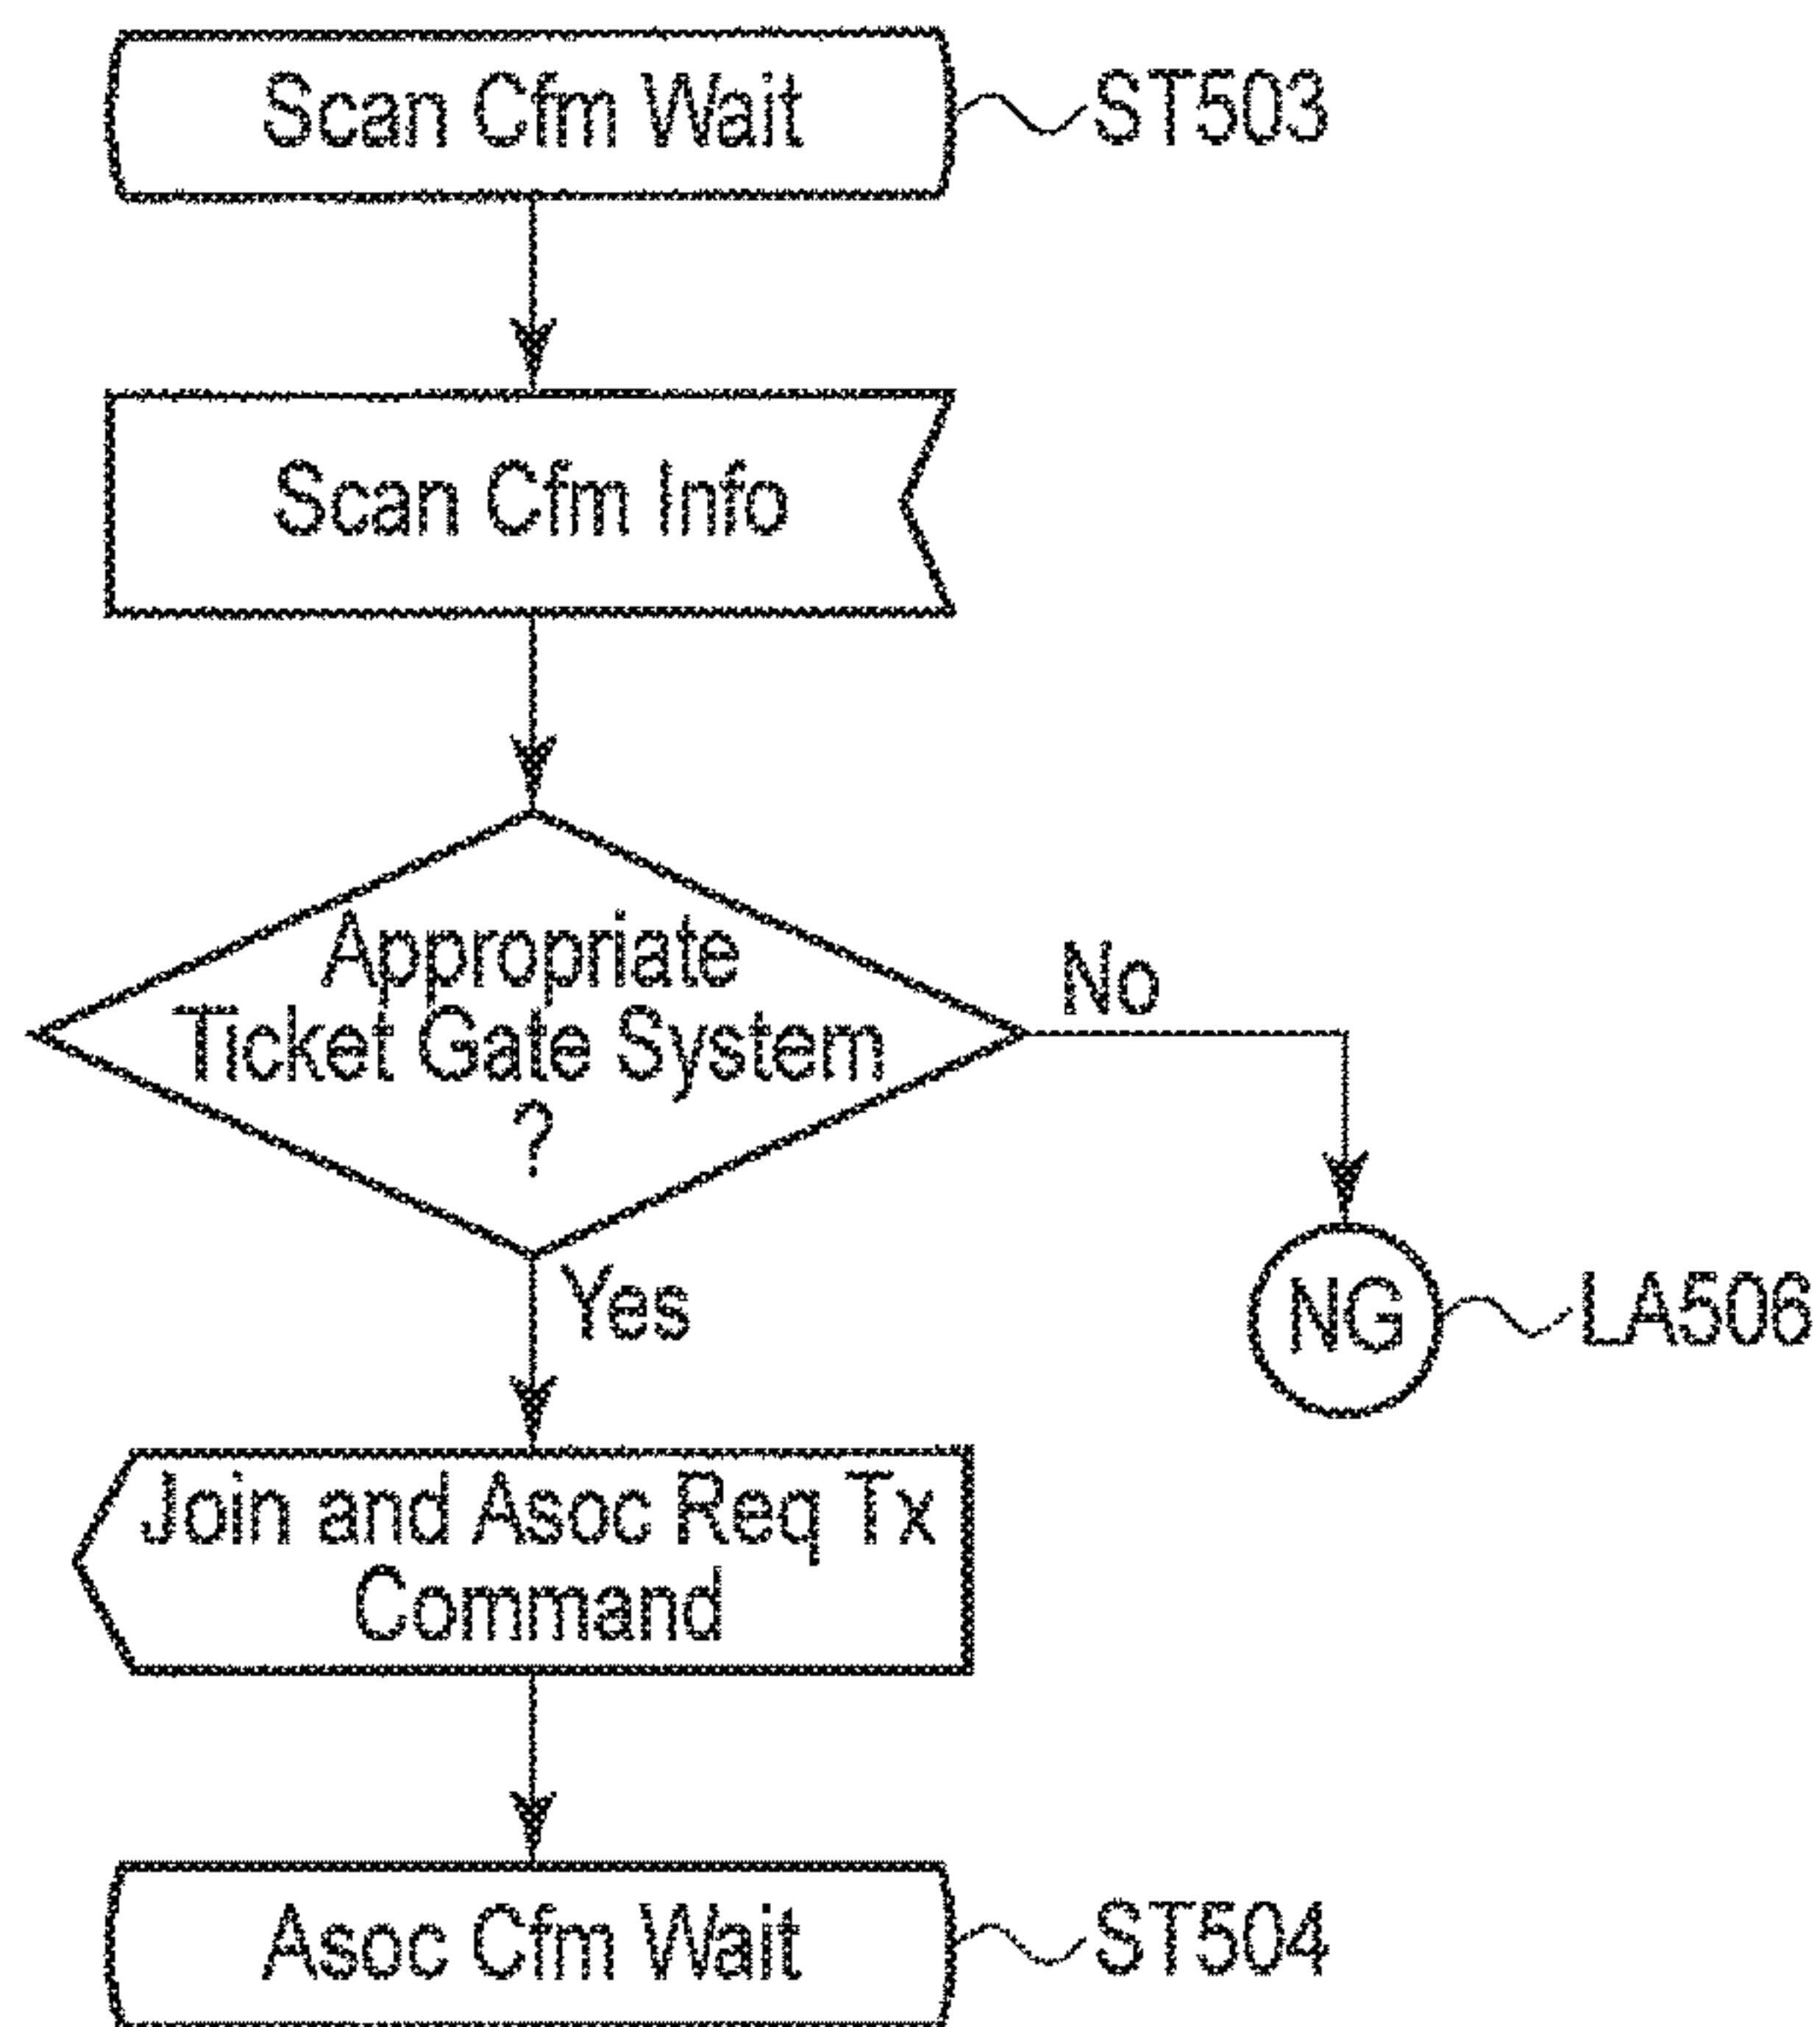 Scan Cfm Wait
ST503
Scan Cfm Info
Appropriate
Ticket Gate System
?
No
Yes
NG
LA506
Join and Asoc Req Tx
Command
Asoc Cfm Wait
ST504